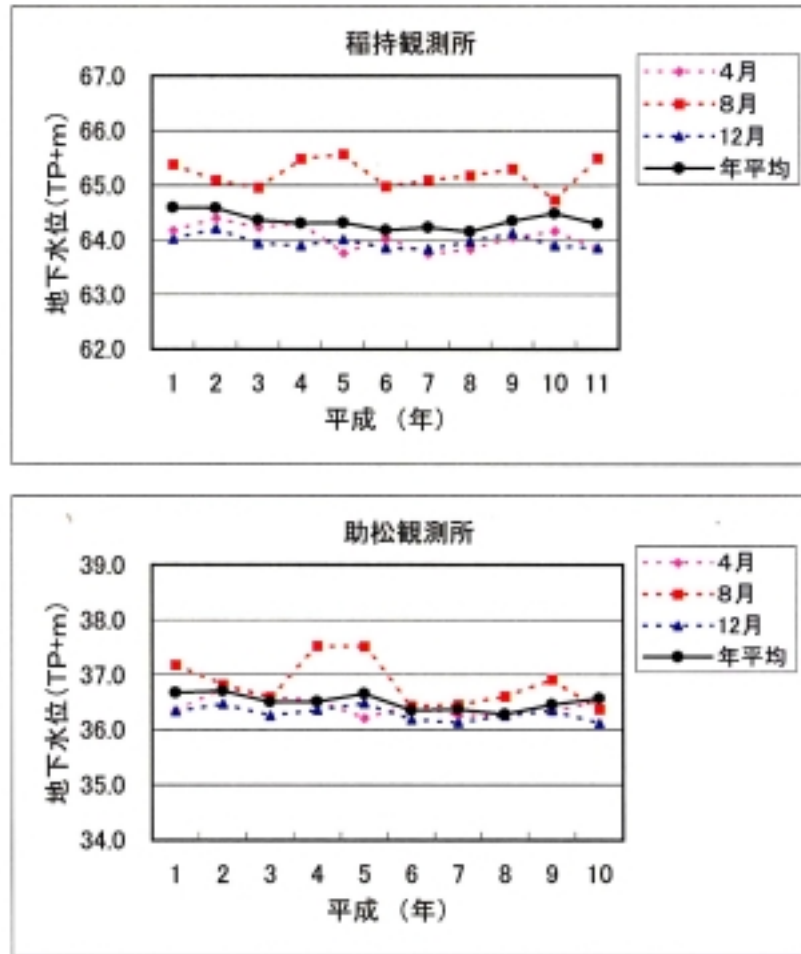 稲持観測所
67.0
66.0
65.0
64.0
63.0
62.0
地下水位(TP+m)
1 2 3 4 5 6 7 8 9 10 11
平成 (年)
4月
8月
12月
年平均
助松観測所
39.0
38.0
37.0
36.0
35.0
34.0
地下水位(TP+m)
1 2 3 4 5 6 7 8 9 10
平成 (年)
4月
8月
12月
年平均